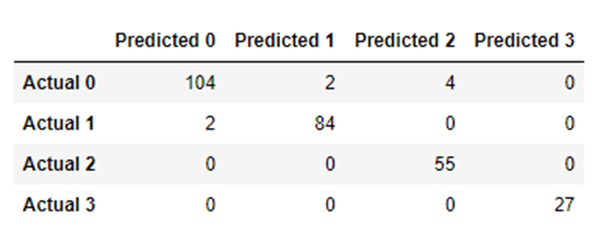 Predicted 0 Predicted 1 Predicted 2 Predicted 3
Actual 0 104 2 4 0
Actual 1 2 84 0 0
Actual 2 0 0 55 0
Actual 3 0 0 0 27